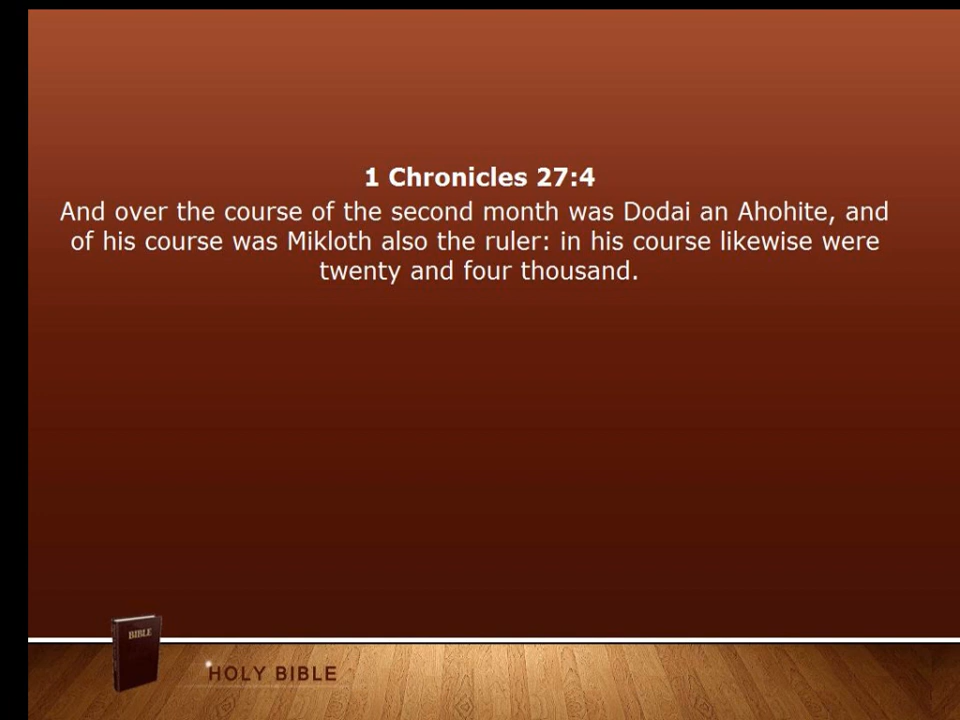 1 Chronicles 27:4
And over the course of the second month was Dodai an Ahohite, and
of his course was Mikloth also the ruler: in his course likewise were
twenty and four thousand.
BIBLE
HOLY BIBLE